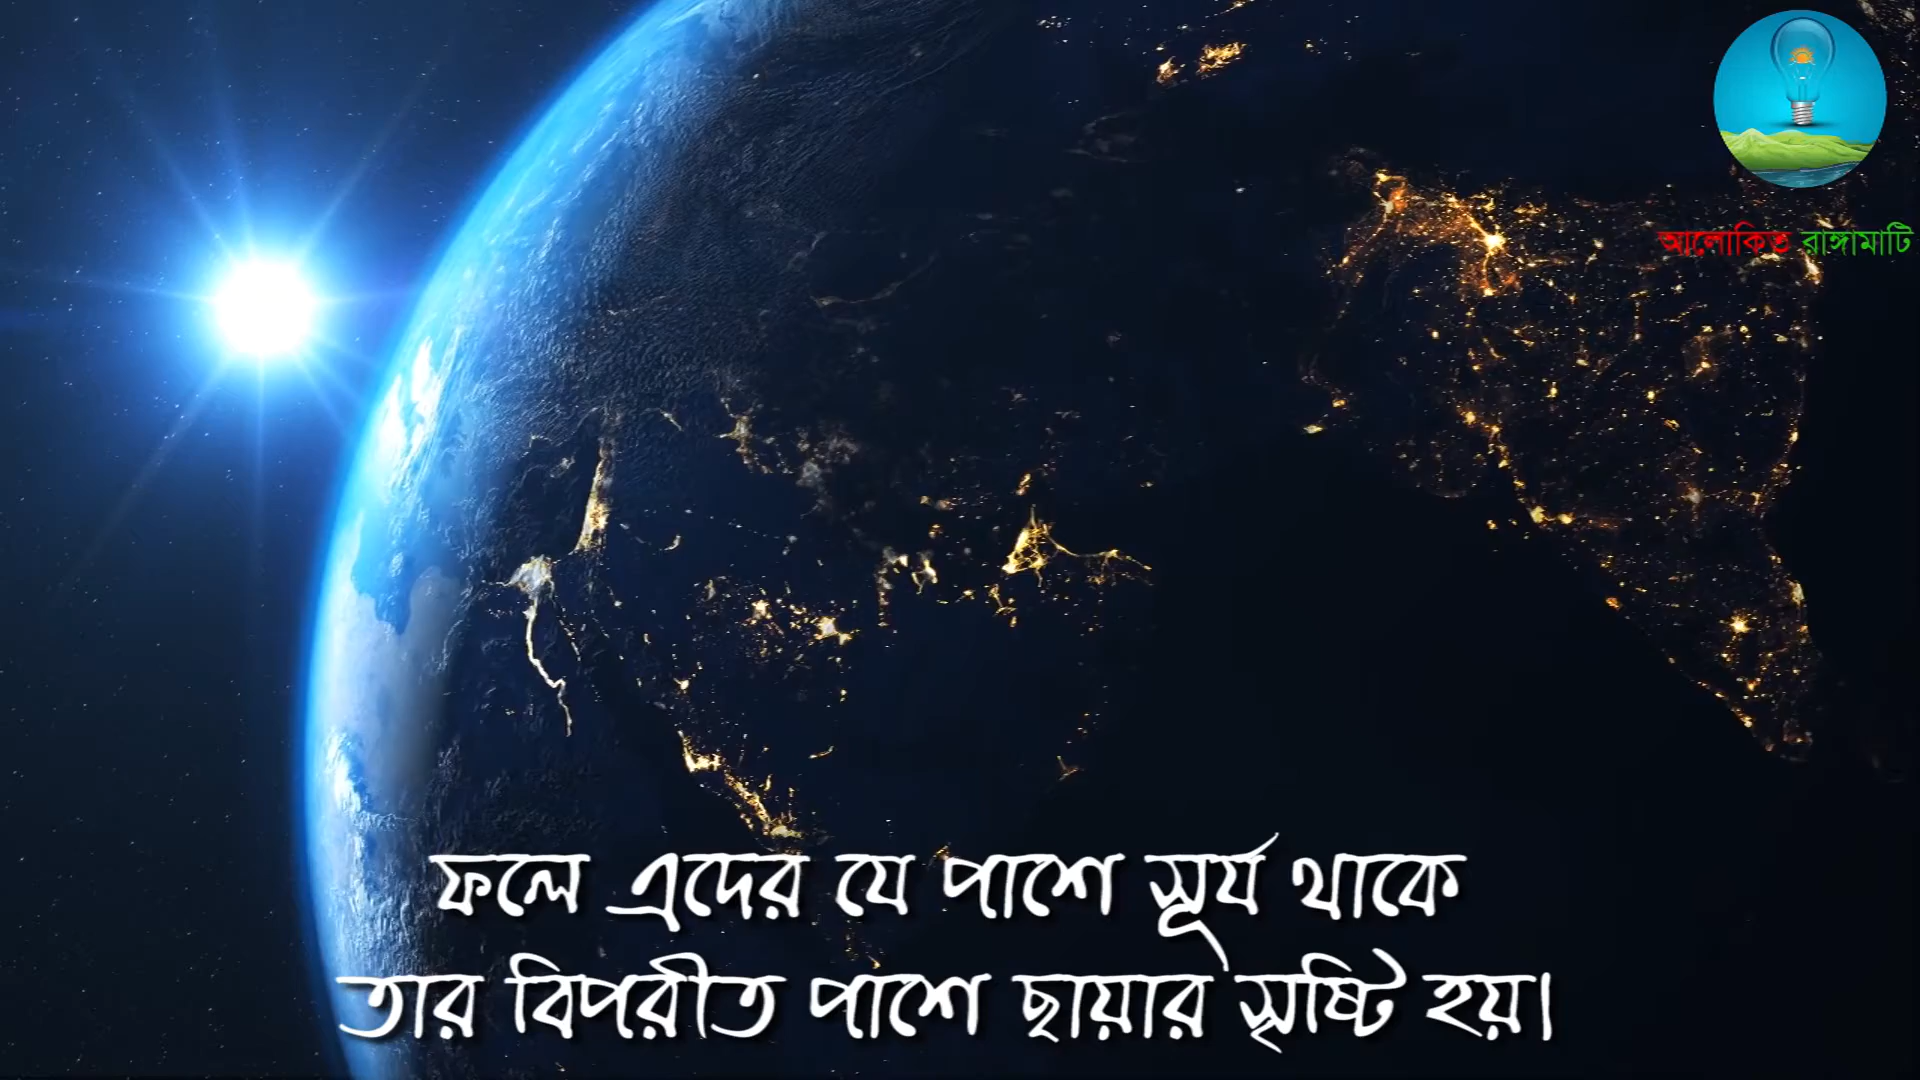 আলোকিত রাঙ্গামাটি
ফলে এদের যে পাশে সূর্য থাকে
তার বিপরীত পাশে ছায়ার সৃষ্টি হয়।